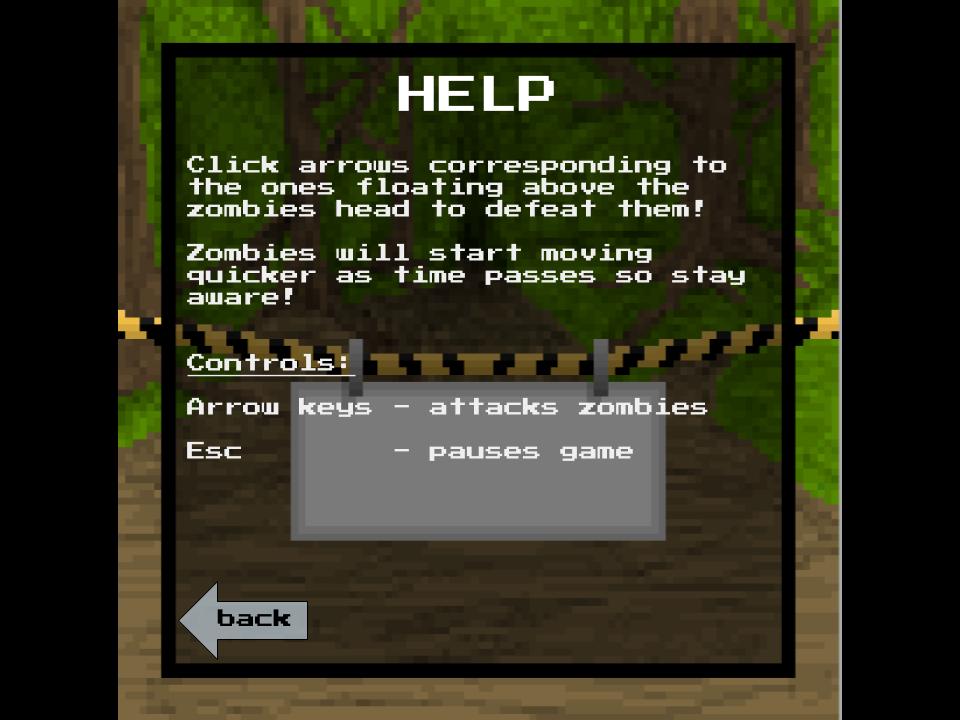 HELP
Click arrows corresponding to
the ones floating above the
zombies head to defeat them!
Zombies will start moving
quicker as time passes so stay
aware!
Controls:
Arrow keys - attacks zombies
Esc - pauses game
back